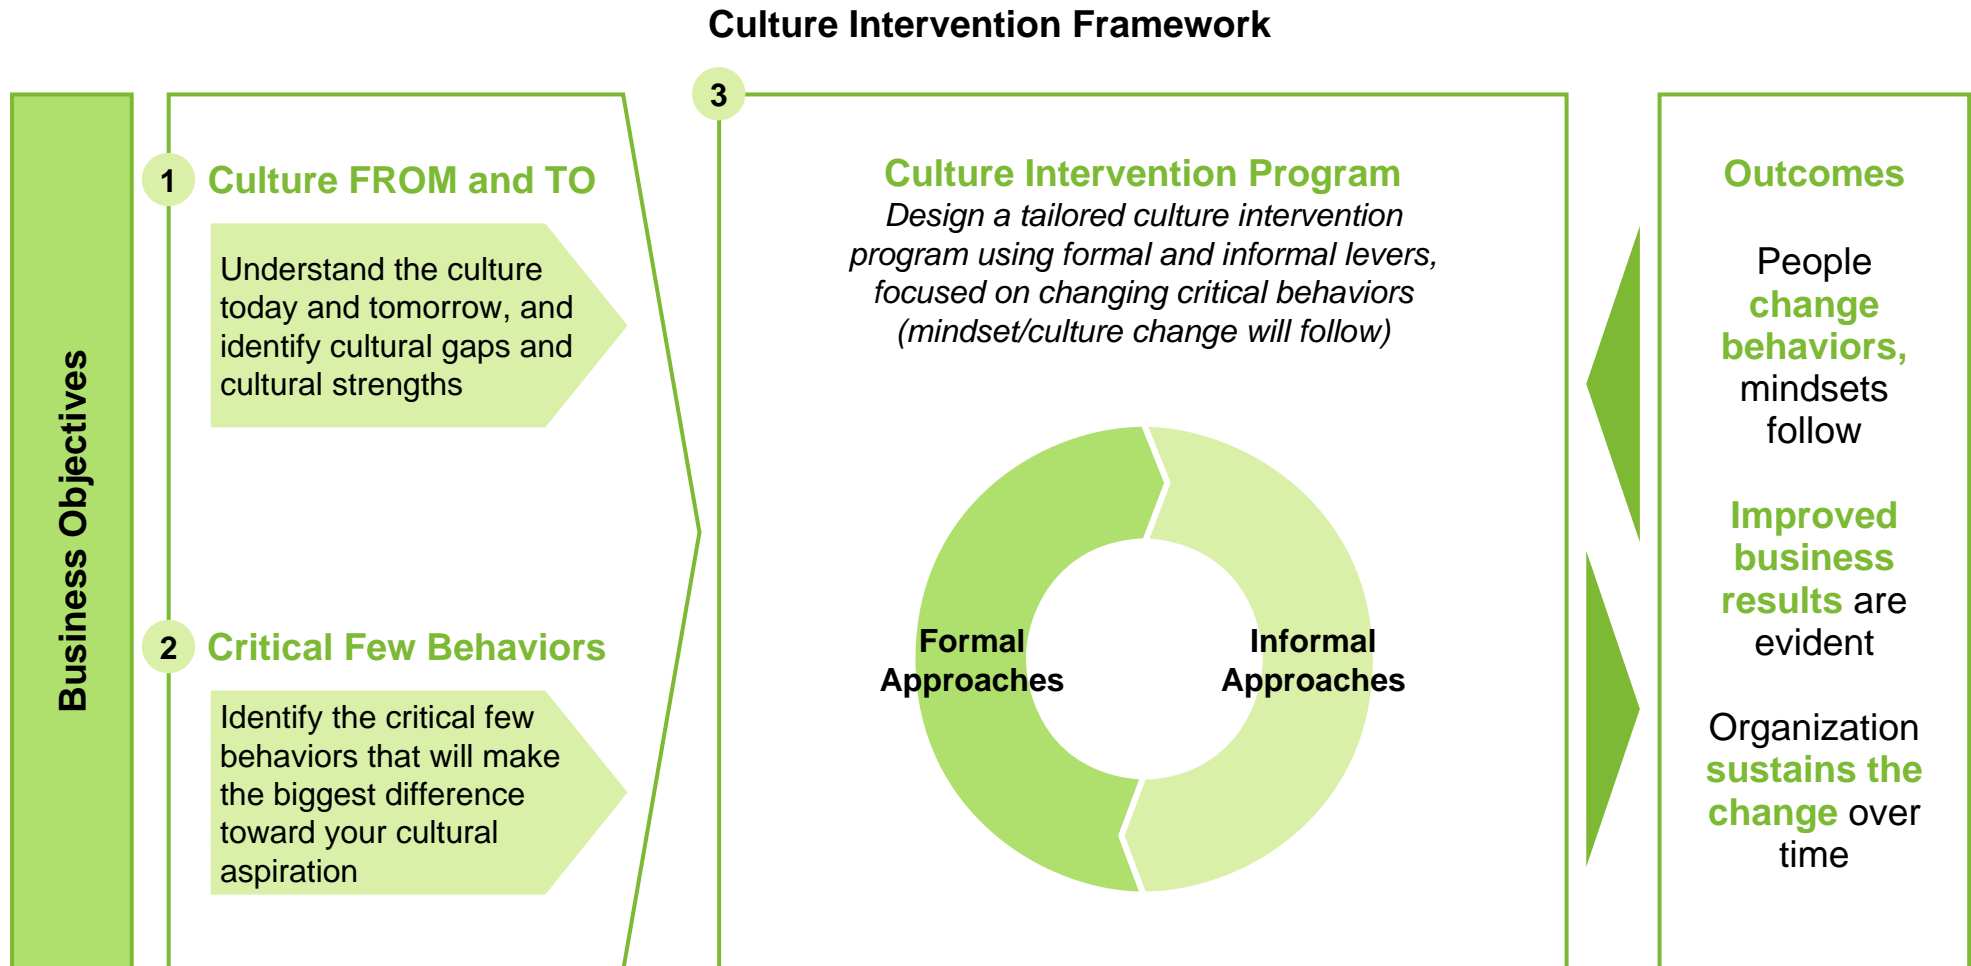 Culture Intervention Framework
Business Objectives
1
Culture FROM and TO
Understand the culture
today and tomorrow, and
identify cultural gaps and
cultural strengths
2
Critical Few Behaviors
Identify the critical few
behaviors that will make
the biggest difference
toward your cultural
aspiration
3
Culture Intervention Program
Design a tailored culture intervention
program using formal and informal levers,
focused on changing critical behaviors
(mindset/culture change will follow)
Formal
Approaches
Informal
Approaches
Outcomes
People
change
behaviors,
mindsets
follow
Improved
business
results are
evident
Organization
sustains the
change over
time